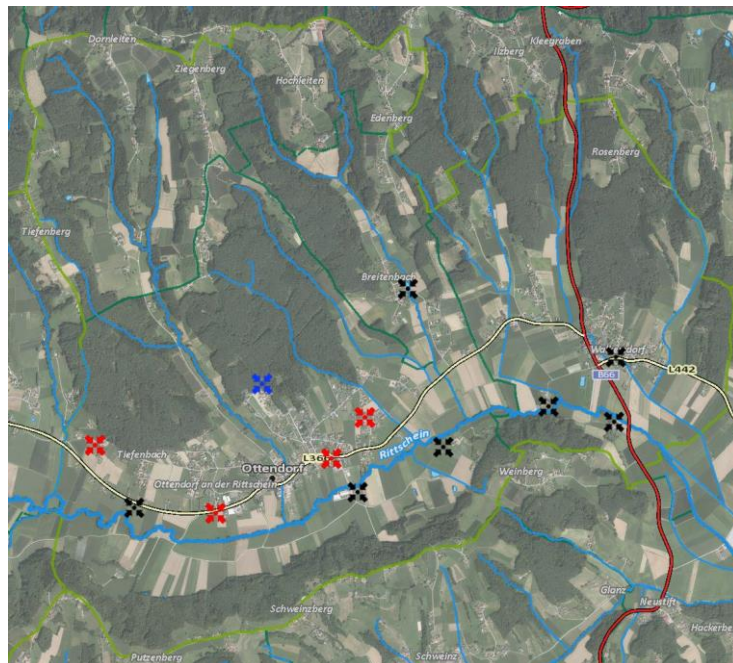 Dornleiten
Kleegraben
Ilzberg
Ziegenberg
Hochleiten
Edenberg
Rosenberg
Tiefenberg
Breitenbach
B66
L442
Rittschein
Tiefenbach
Ottendorf
Weinberg
Ottendorf an der Rittschein
Glanz
Neustift
Schweinzberg
Schweinz
Putzenberg